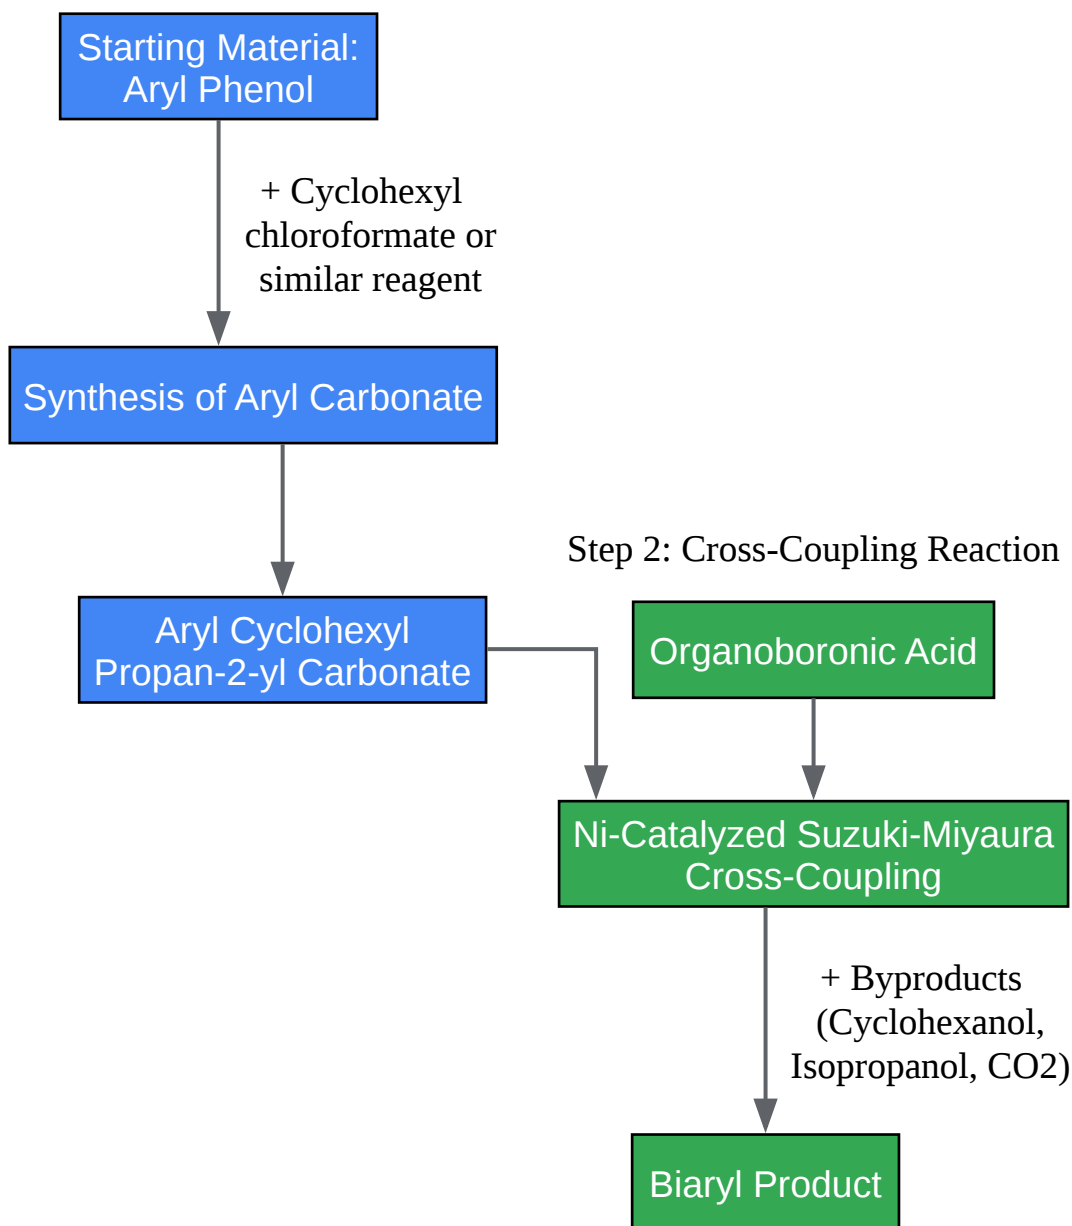 Starting Material:
Aryl Phenol
+ Cyclohexyl
chloroformate or
similar reagent
Synthesis of Aryl Carbonate
Aryl Cyclohexyl
Propan-2-yl Carbonate
Step 2: Cross-Coupling Reaction
Organoboronic Acid
Ni-Catalyzed Suzuki-Miyaura
Cross-Coupling
+ Byproducts
(Cyclohexanol,
Isopropanol, CO2)
Biaryl Product